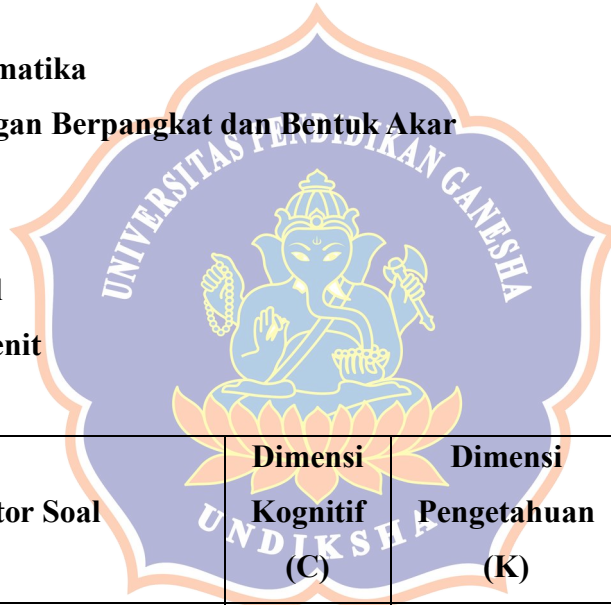 matika
gan Berpangkat dan Bentuk Akar
UNIVERSITAS PENDIDIKAN GANESHA
enit
tor Soal
Dimensi Kognitif (C)
Dimensi Pengetahuan (K)
UNDIKSHA